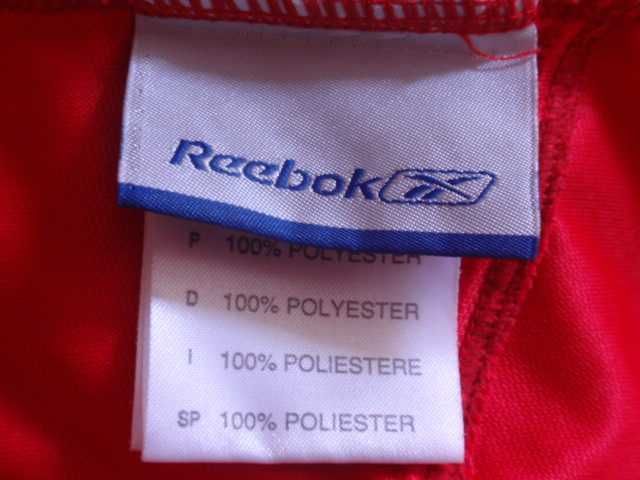 Reebok
P 100% POLYESTER
D 100% POLYESTER
I 100% POLIESTERE
SP 100% POLIESTER